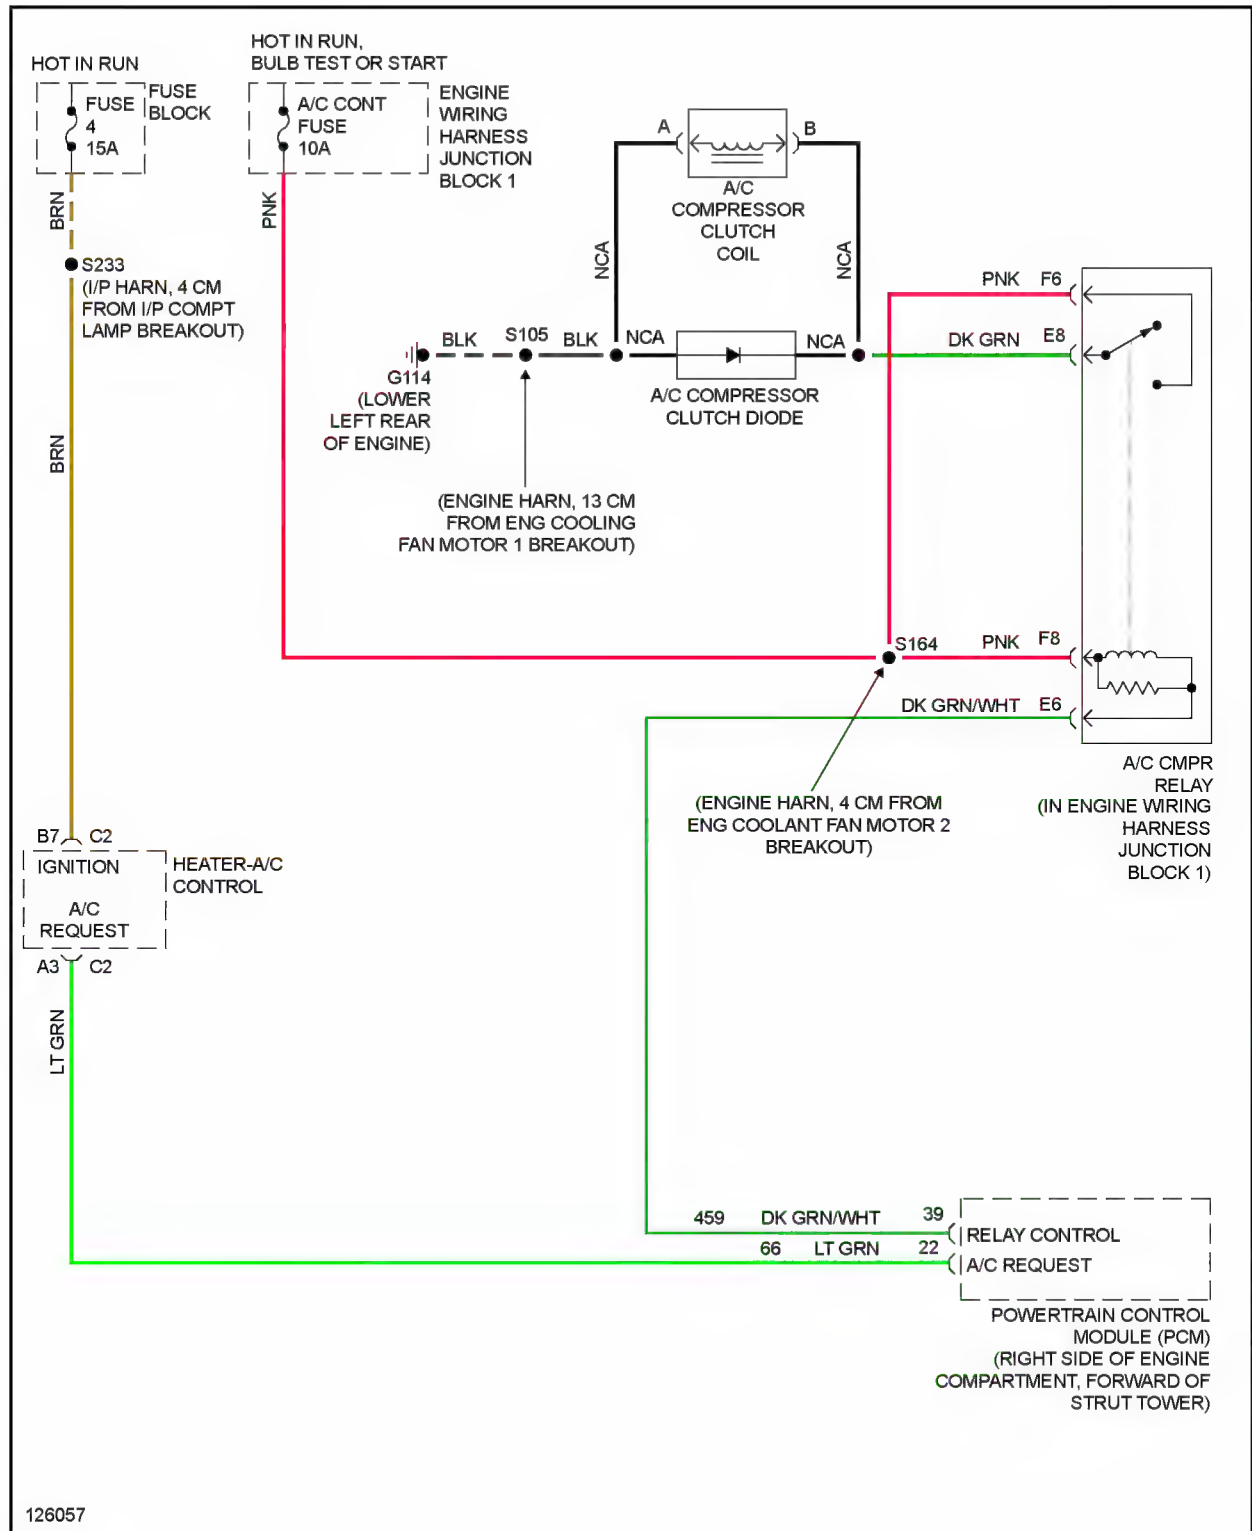 HOT IN RUN
FUSE
4
15A
FUSE
BLOCK
HOT IN RUN,
BULB TEST OR START
A/C CONT
FUSE
10A
ENGINE
WIRING
HARNESS
JUNCTION
BLOCK 1
BRN
PNK
S233
(I/P HARN, 4 CM
FROM I/P COMPT
LAMP BREAKOUT)
BRN
A
B
A/C
COMPRESSOR
CLUTCH
COIL
NCA
NCA
BLK
S105
BLK
NCA
NCA
G114
(LOWER
LEFT REAR
OF ENGINE)
A/C COMPRESSOR
CLUTCH DIODE
(ENGINE HARN, 13 CM
FROM ENG COOLING
FAN MOTOR 1 BREAKOUT)
PNK
F6
DK GRN
E8
S164
PNK
F8
DK GRN/WHT
E6
A/C CMPR
RELAY
(IN ENGINE WIRING
HARNESS
JUNCTION
BLOCK 1)
(ENGINE HARN, 4 CM FROM
ENG COOLANT FAN MOTOR 2
BREAKOUT)
B7
C2
IGNITION
A/C
REQUEST
HEATER-A/C
CONTROL
A3
C2
LT GRN
459
DK GRN/WHT
39
RELAY CONTROL
66
LT GRN
22
A/C REQUEST
POWERTRAIN CONTROL
MODULE (PCM)
(RIGHT SIDE OF ENGINE
COMPARTMENT, FORWARD OF
STRUT TOWER)
126057